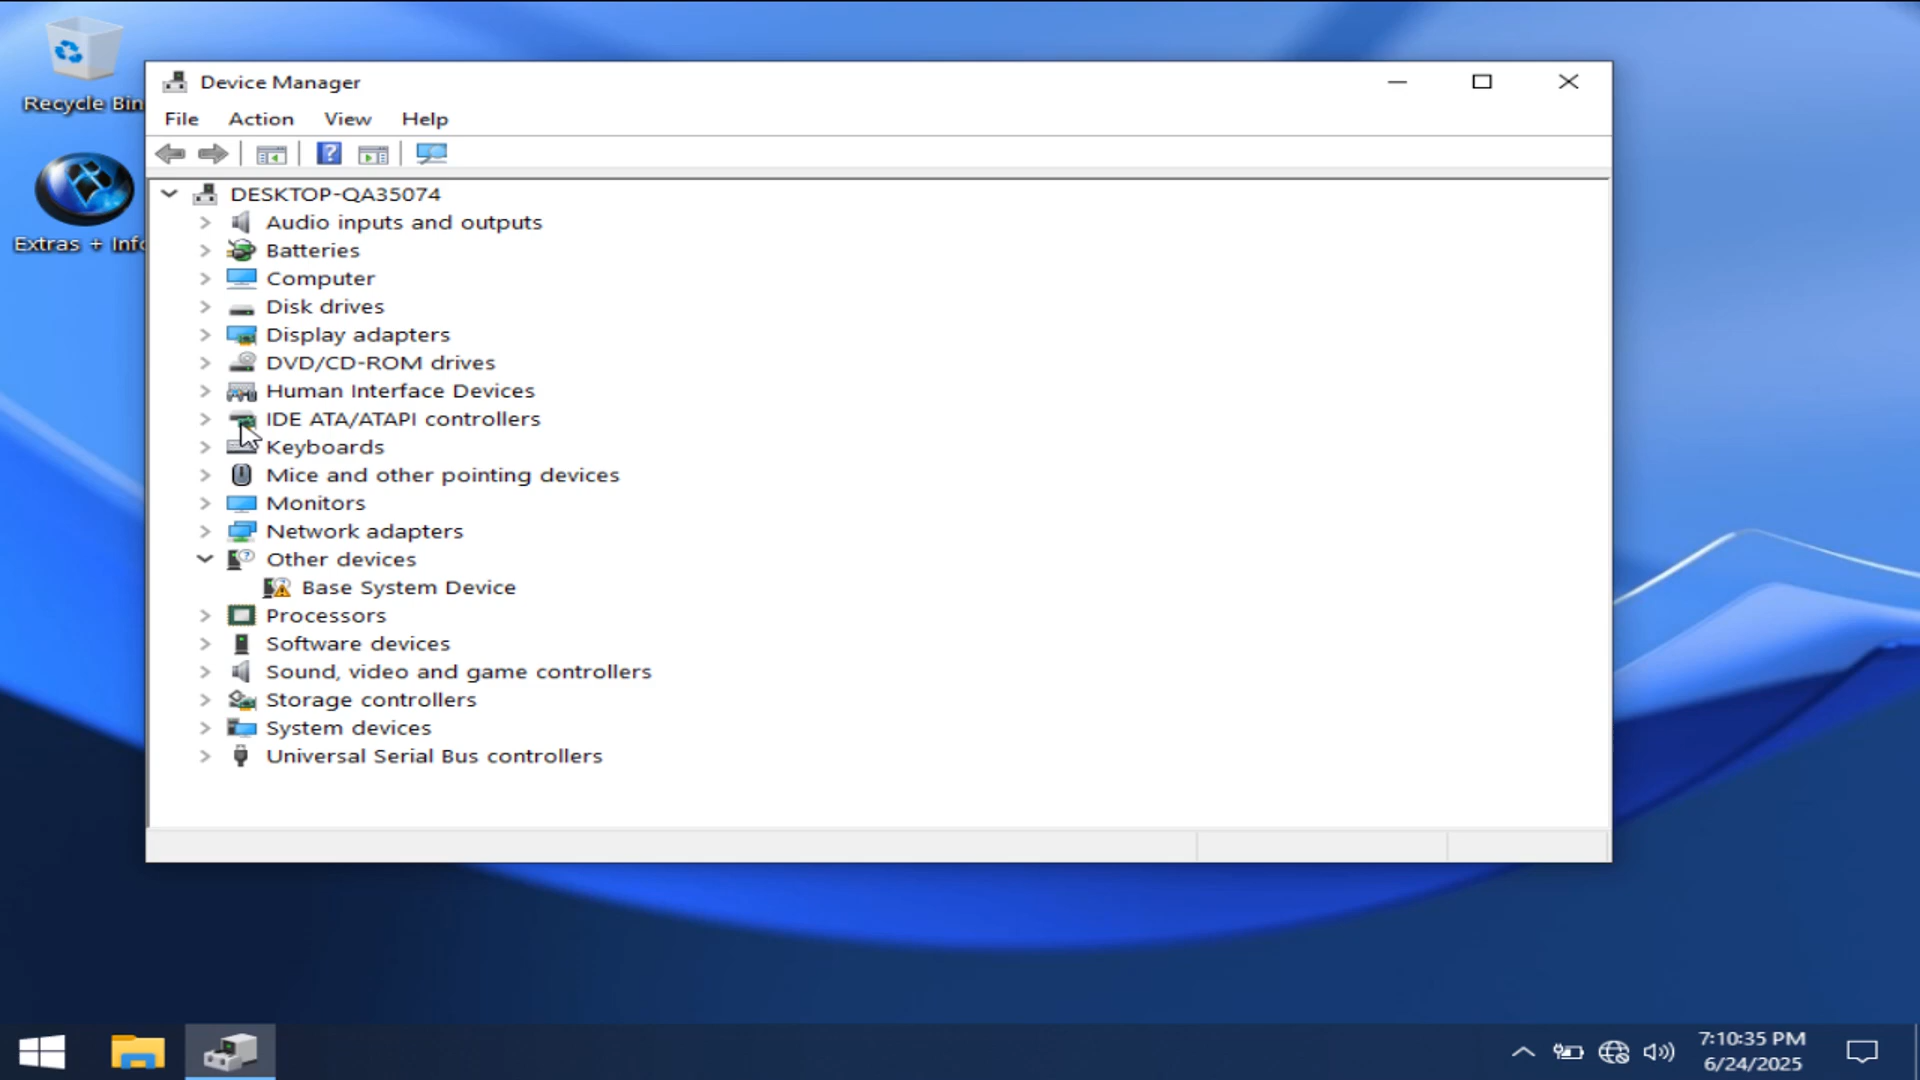 Recycle Bin
Extras + Info
Device Manager
File Action View Help
DESKTOP-QA35074
Audio inputs and outputs
Batteries
Computer
Disk drives
Display adapters
DVD/CD-ROM drives
Human Interface Devices
IDE ATA/ATAPI controllers
Keyboards
Mice and other pointing devices
Monitors
Network adapters
Other devices
Base System Device
Processors
Software devices
Sound, video and game controllers
Storage controllers
System devices
Universal Serial Bus controllers
7:10:35 PM
6/24/2025